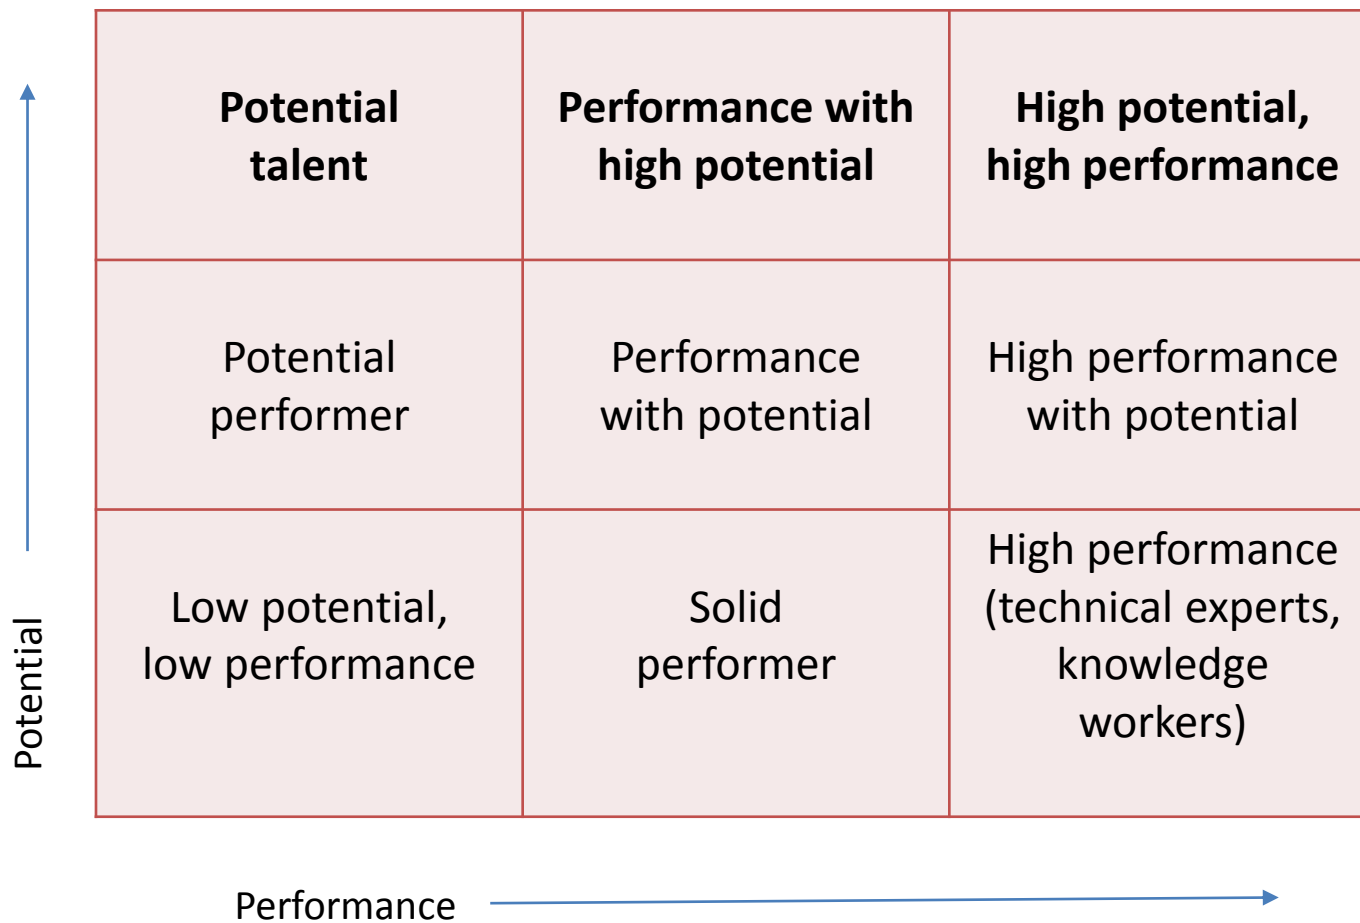 Potential
talent
Performance with
high potential
High potential,
high performance
Potential
performer
Performance
with potential
High performance
with potential
Low potential,
low performance
Solid
performer
High performance
(technical experts,
knowledge
workers)
Potential
Performance